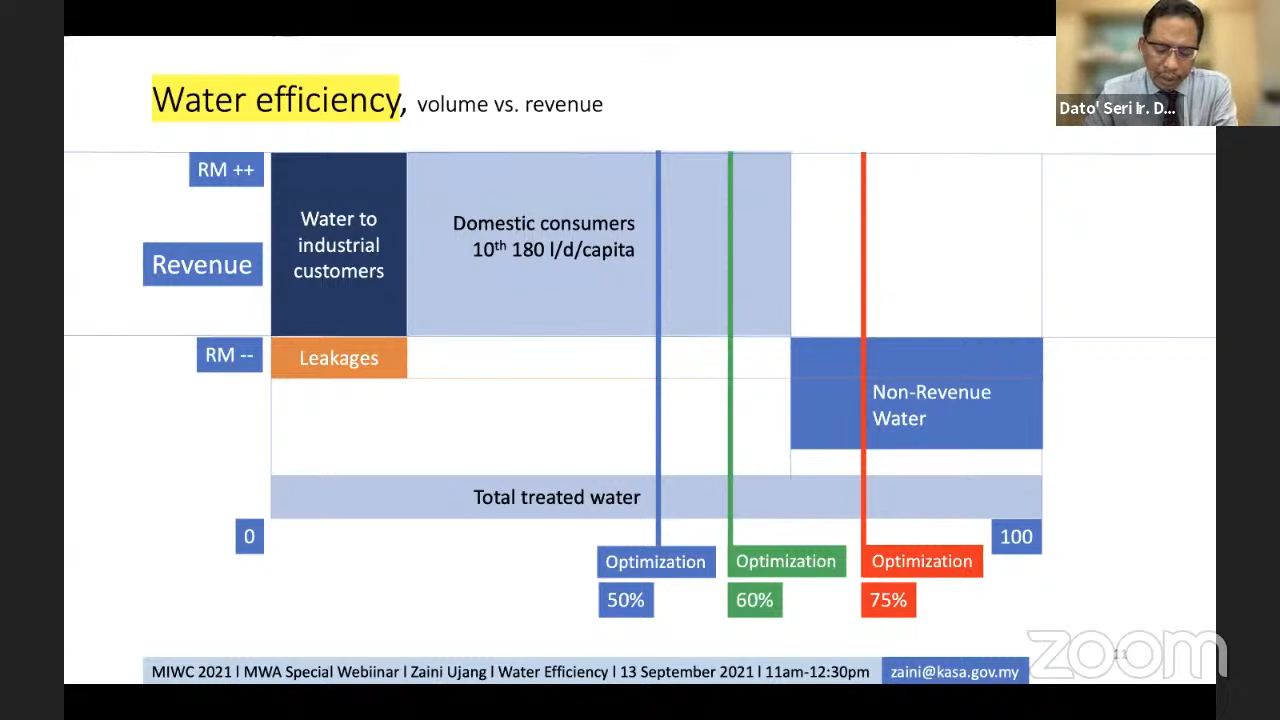 Water efficiency, volume vs. revenue
Dato' Seri Ir. D...
RM ++
Water to
industrial
customers
Domestic consumers
10th 180 l/d/capita
Revenue
RM --
Leakages
Non-Revenue
Water
Total treated water
0
100
Optimization
50%
Optimization
60%
Optimization
75%
zoom
11
MIWC 2021 l MWA Special Webiinar l Zaini Ujang l Water Efficiency l 13 September 2021 l 11am-12:30pm
zaini@kasa.gov.my